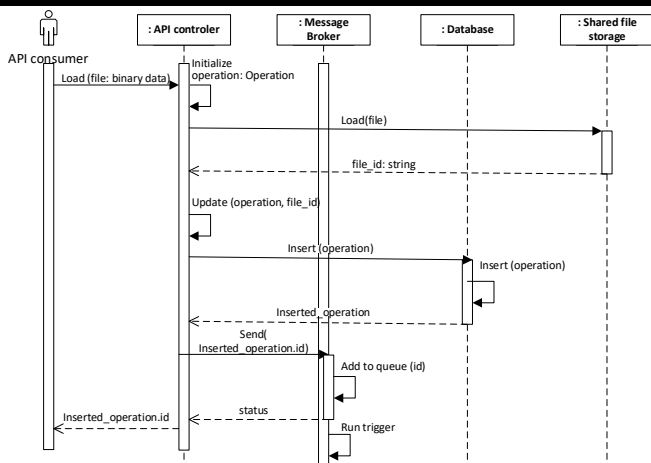 API consumer
: API controler
: Message
Broker
: Database
: Shared file
storage
Initialize
operation: Operation
Load (file: binary data)
Load(file)
file_id: string
Update (operation, file_id)
Insert (operation)
Insert (operation)
Inserted_operation
Send(
Inserted_operation.id)
Add to queue (id)
status
Inserted_operation.id
Run trigger